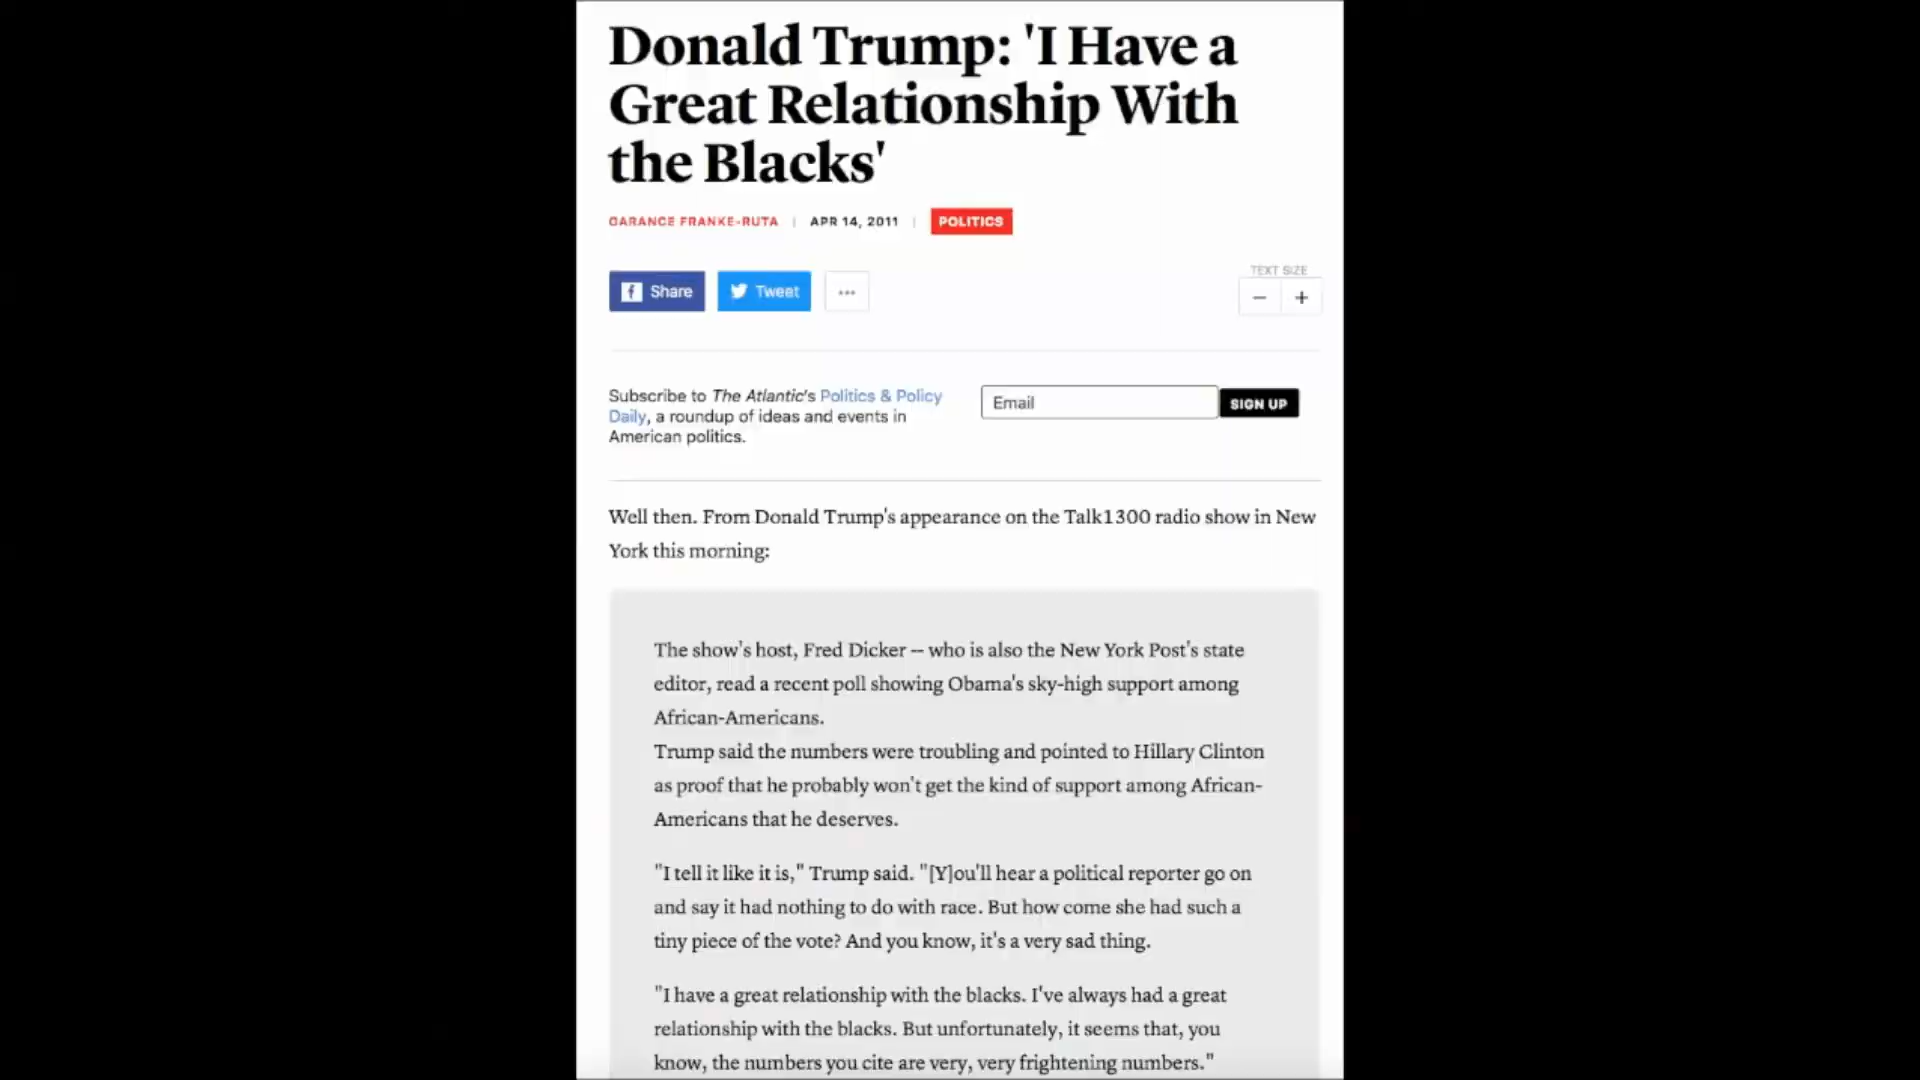 Donald Trump: 'I Have a
Great Relationship With
the Blacks'
GARANCE FRANKE-RUTA | APR 14, 2011 | POLITICS
TEXT SIZE
Share Tweet ... − +
Subscribe to The Atlantic's Politics & Policy
Daily, a roundup of ideas and events in
American politics.
Email SIGN UP
Well then. From Donald Trump's appearance on the Talk1300 radio show in New
York this morning:
The show's host, Fred Dicker -- who is also the New York Post's state
editor, read a recent poll showing Obama's sky-high support among
African-Americans.
Trump said the numbers were troubling and pointed to Hillary Clinton
as proof that he probably won't get the kind of support among African-
Americans that he deserves.
"I tell it like it is," Trump said. "[Y]ou'll hear a political reporter go on
and say it had nothing to do with race. But how come she had such a
tiny piece of the vote? And you know, it's a very sad thing.
"I have a great relationship with the blacks. I've always had a great
relationship with the blacks. But unfortunately, it seems that, you
know, the numbers you cite are very, very frightening numbers."